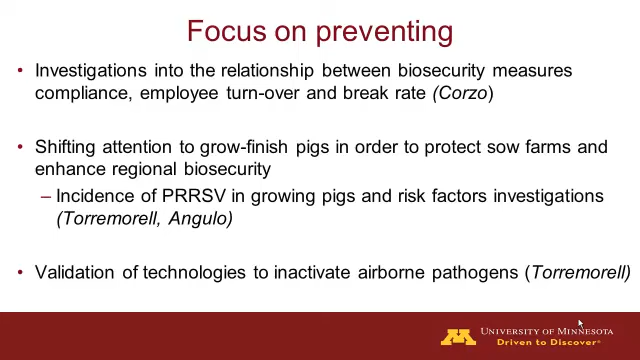 Focus on preventing
• Investigations into the relationship between biosecurity measures
compliance, employee turn-over and break rate (Corzo)
• Shifting attention to grow-finish pigs in order to protect sow farms and
enhance regional biosecurity
– Incidence of PRRSV in growing pigs and risk factors investigations
(Torremorell, Angulo)
• Validation of technologies to inactivate airborne pathogens (Torremorell)
M
UNIVERSITY OF MINNESOTA
Driven to Discover®